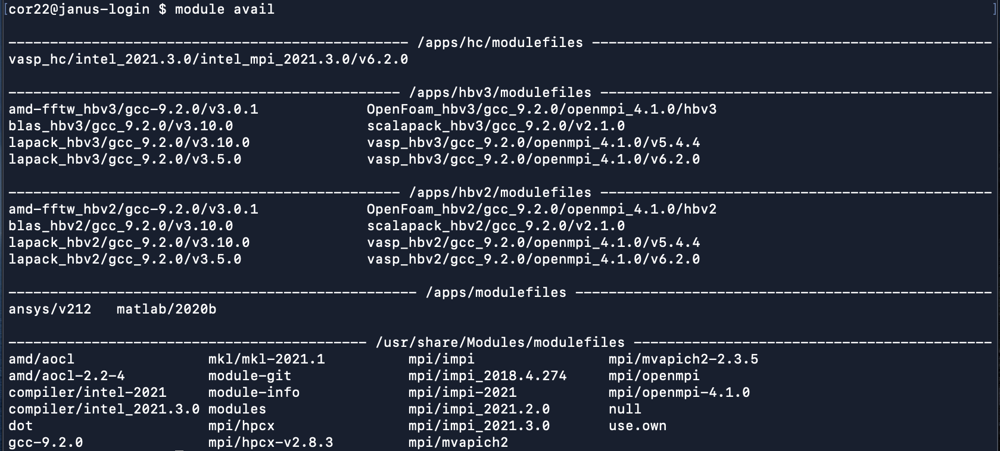 [cor22@janus-login $ module avail ]
------------------------------------------------ /apps/hc/modulefiles ------------------------------------------------
vasp_hc/intel_2021.3.0/intel_mpi_2021.3.0/v6.2.0
----------------------------------------------- /apps/hbv3/modulefiles -----------------------------------------------
amd-fftw_hbv3/gcc-9.2.0/v3.0.1 OpenFoam_hbv3/gcc_9.2.0/openmpi_4.1.0/hbv3
blas_hbv3/gcc_9.2.0/v3.10.0 scalapack_hbv3/gcc_9.2.0/v2.1.0
lapack_hbv3/gcc_9.2.0/v3.10.0 vasp_hbv3/gcc_9.2.0/openmpi_4.1.0/v5.4.4
lapack_hbv3/gcc_9.2.0/v3.5.0 vasp_hbv3/gcc_9.2.0/openmpi_4.1.0/v6.2.0
----------------------------------------------- /apps/hbv2/modulefiles -----------------------------------------------
amd-fftw_hbv2/gcc-9.2.0/v3.0.1 OpenFoam_hbv2/gcc_9.2.0/openmpi_4.1.0/hbv2
blas_hbv2/gcc_9.2.0/v3.10.0 scalapack_hbv2/gcc_9.2.0/v2.1.0
lapack_hbv2/gcc_9.2.0/v3.10.0 vasp_hbv2/gcc_9.2.0/openmpi_4.1.0/v5.4.4
lapack_hbv2/gcc_9.2.0/v3.5.0 vasp_hbv2/gcc_9.2.0/openmpi_4.1.0/v6.2.0
------------------------------------------------- /apps/modulefiles --------------------------------------------------
ansys/v212 matlab/2020b
------------------------------------------- /usr/share/Modules/modulefiles -------------------------------------------
amd/aocl mkl/mkl-2021.1 mpi/impi mpi/mvapich2-2.3.5
amd/aocl-2.2-4 module-git mpi/impi_2018.4.274 mpi/openmpi
compiler/intel-2021 module-info mpi/impi-2021 mpi/openmpi-4.1.0
compiler/intel_2021.3.0 modules mpi/impi_2021.2.0 null
dot mpi/hpcx mpi/impi_2021.3.0 use.own
gcc-9.2.0 mpi/hpcx-v2.8.3 mpi/mvapich2